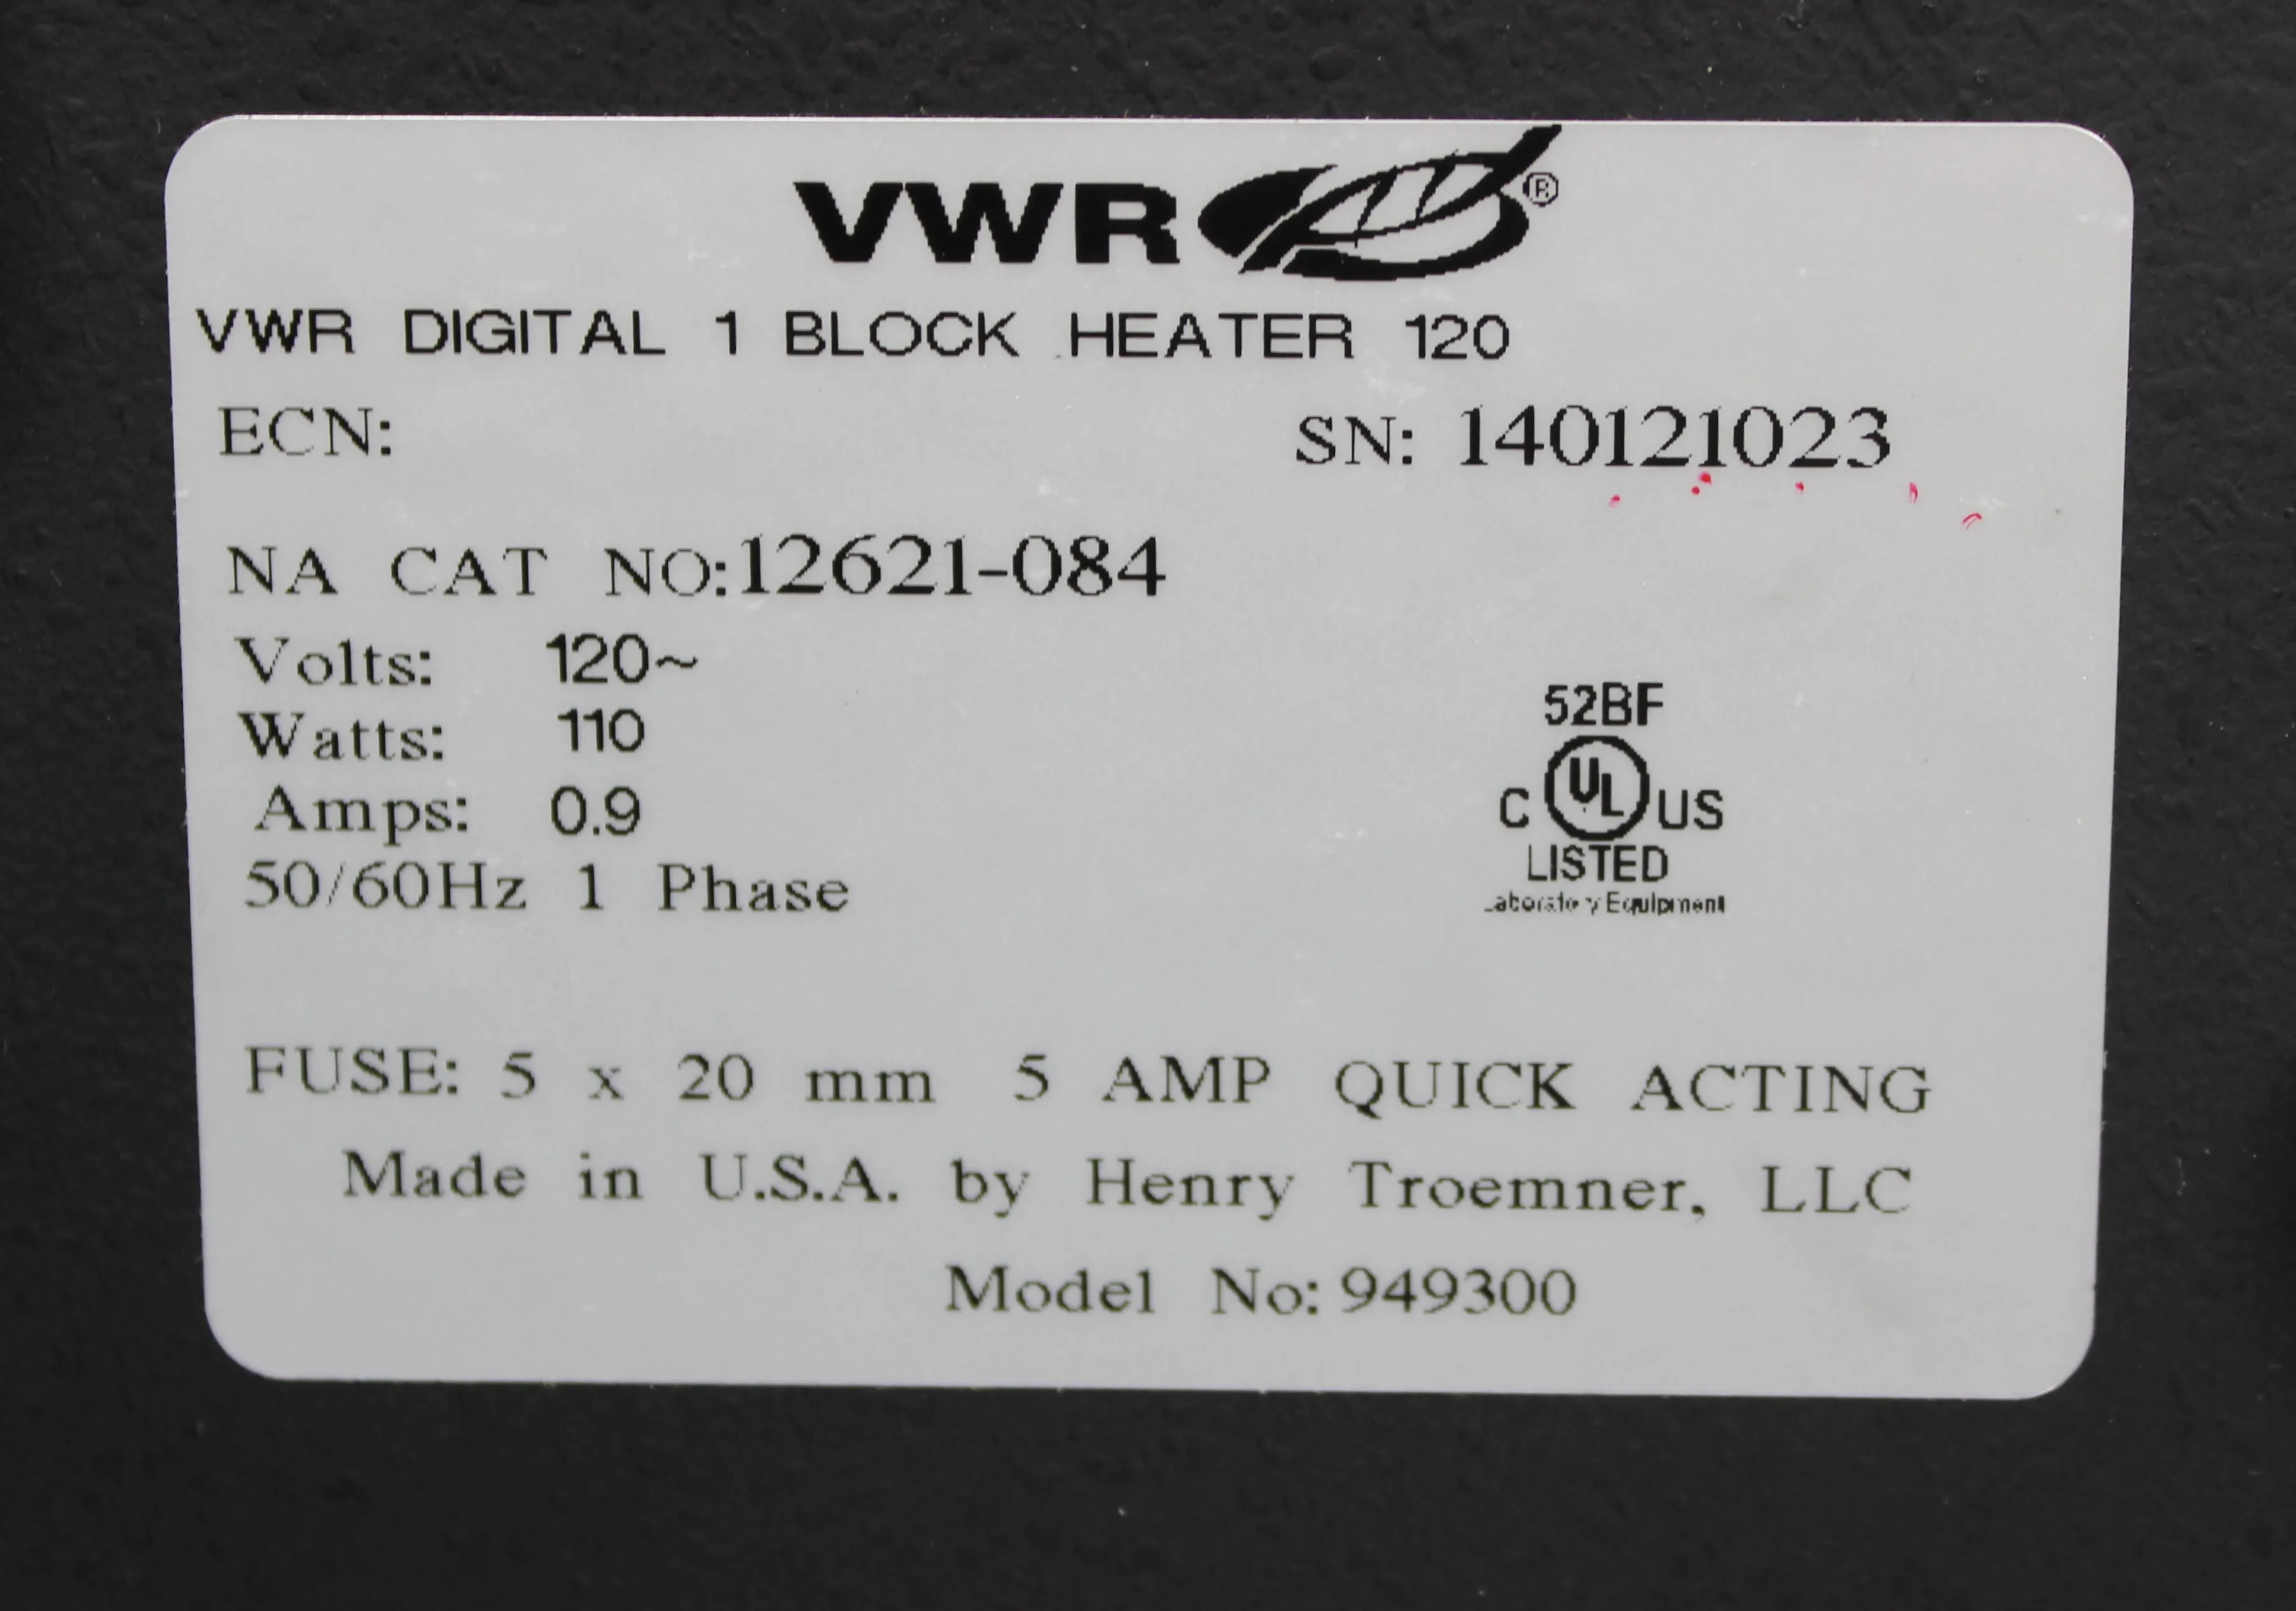 VWR®
VWR DIGITAL 1 BLOCK HEATER 120
ECN: SN: 140121023
NA CAT NO:12621-084
Volts: 120~
Watts: 110
Amps: 0.9
50/60Hz 1 Phase
52BF
C UL US
LISTED
Laboratory Equipment
FUSE: 5 x 20 mm 5 AMP QUICK ACTING
Made in U.S.A. by Henry Troemner, LLC
Model No: 949300